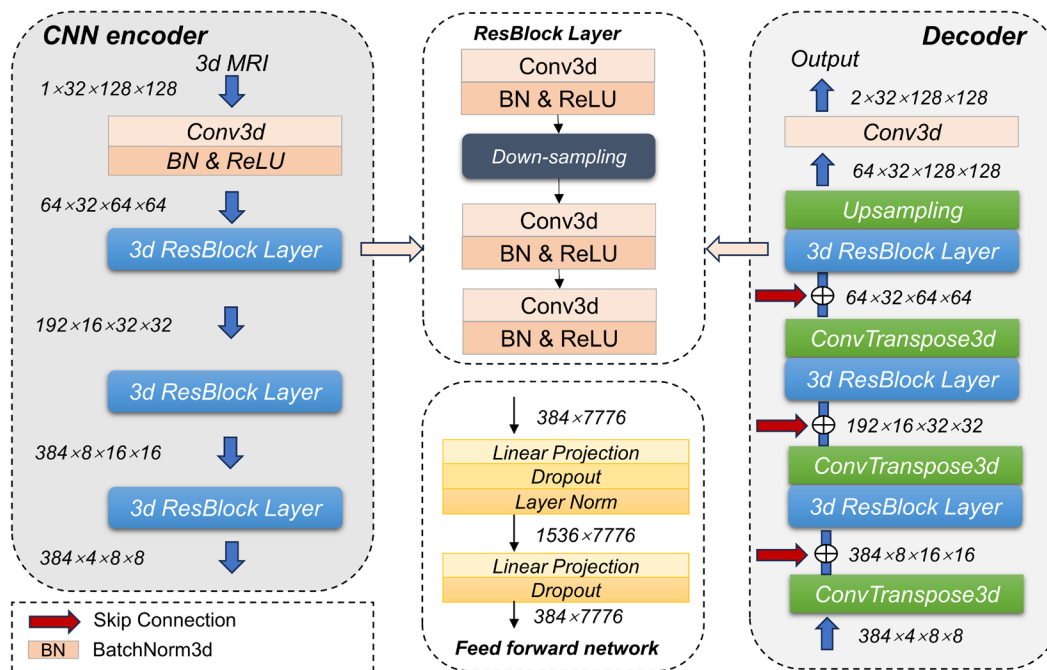 CNN encoder
3d MRI
1×32×128×128
Conv3d
BN & ReLU
64×32×64×64
3d ResBlock Layer
192×16×32×32
3d ResBlock Layer
384×8×16×16
3d ResBlock Layer
384×4×8×8
Skip Connection
BN BatchNorm3d
ResBlock Layer
Conv3d
BN & ReLU
Down-sampling
Conv3d
BN & ReLU
Conv3d
BN & ReLU
384×7776
Linear Projection
Dropout
Layer Norm
1536×7776
Linear Projection
Dropout
384×7776
Feed forward network
Decoder
Output
2×32×128×128
Conv3d
64×32×128×128
Upsampling
3d ResBlock Layer
64×32×64×64
ConvTranspose3d
3d ResBlock Layer
192×16×32×32
ConvTranspose3d
3d ResBlock Layer
384×8×16×16
ConvTranspose3d
384×4×8×8